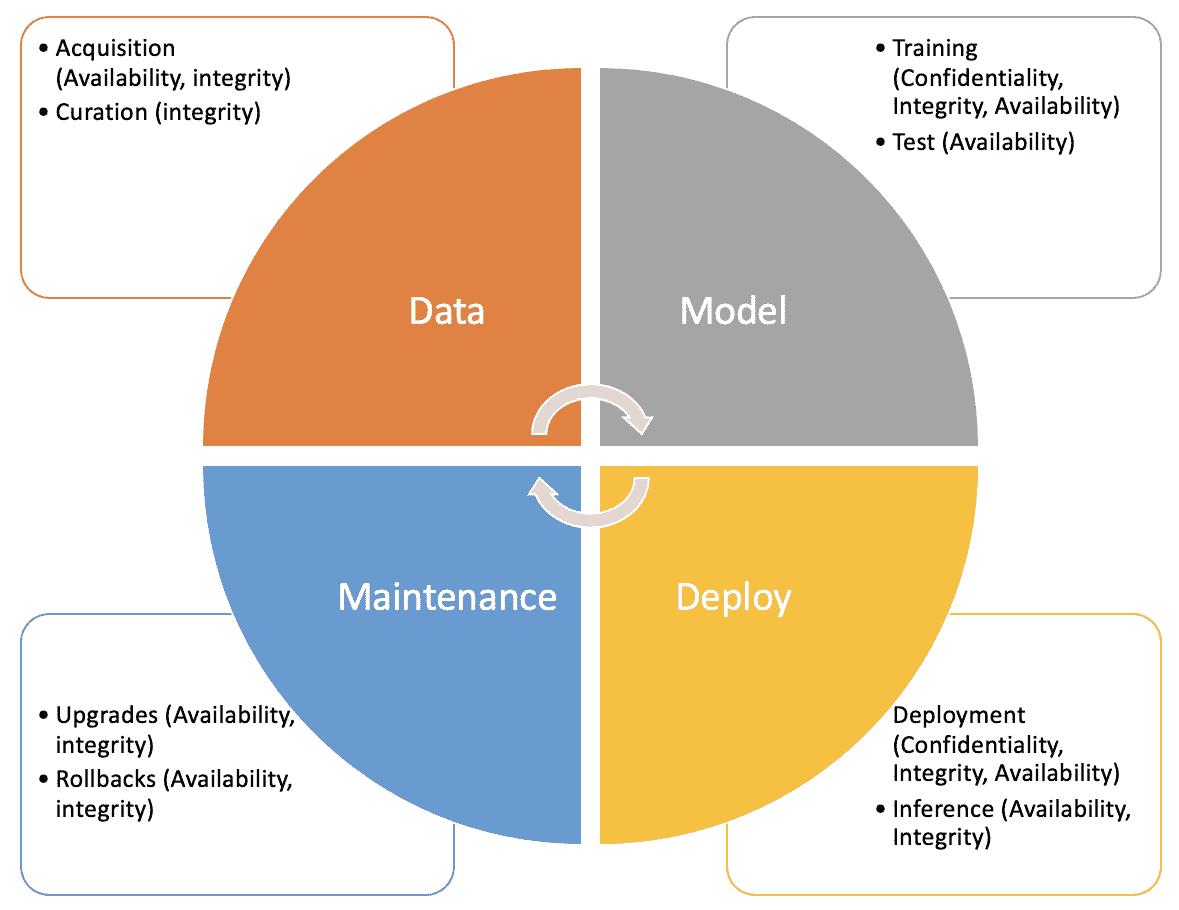 • Acquisition
(Availability, integrity)
• Curation (integrity)
• Training
(Confidentiality,
Integrity, Availability)
• Test (Availability)
Data
Model
Maintenance
Deploy
• Upgrades (Availability,
integrity)
• Rollbacks (Availability,
integrity)
Deployment
(Confidentiality,
Integrity, Availability)
• Inference (Availability,
Integrity)